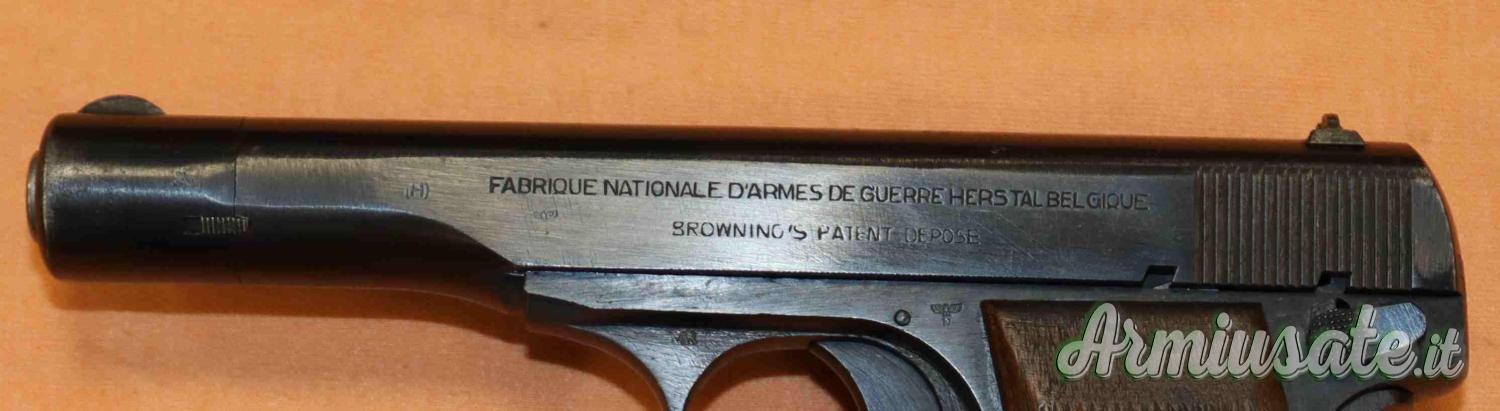 (H)
FABRIQUE NATIONALE D'ARMES DE GUERRE HERSTAL BELGIQUE
BROWNING'S PATENT DEPOSE
Armiusate.it